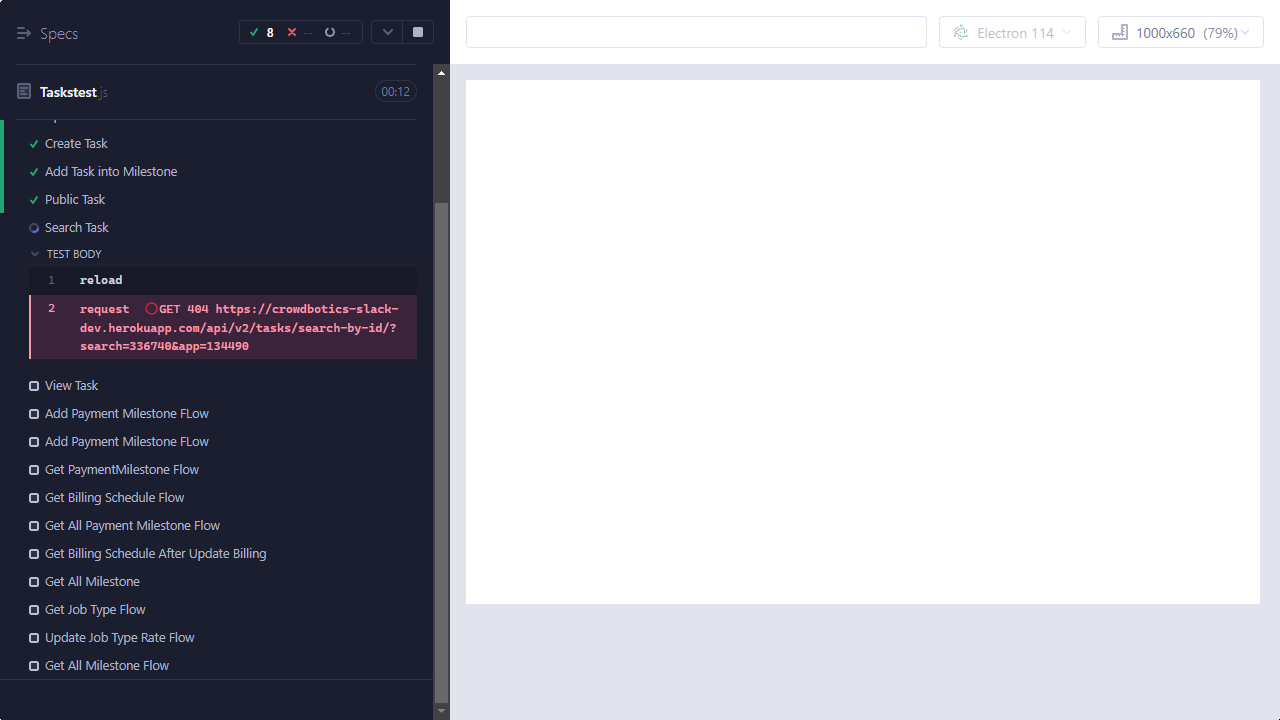 Specs
8 -- --
Electron 114
1000x660 (79%)
Taskstest.js
00:12
Create Task
Add Task into Milestone
Public Task
Search Task
TEST BODY
1 reload
2 request GET 404 https://crowdbotics-slack-
dev.herokuapp.com/api/v2/tasks/search-by-id/?
search=336740&app=134490
View Task
Add Payment Milestone FLow
Add Payment Milestone FLow
Get PaymentMilestone Flow
Get Billing Schedule Flow
Get All Payment Milestone Flow
Get Billing Schedule After Update Billing
Get All Milestone
Get Job Type Flow
Update Job Type Rate Flow
Get All Milestone Flow